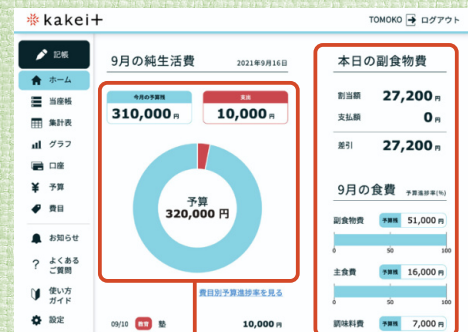 kakei+
TOMOKO ログアウト
記帳
ホーム
当座帳
集計表
グラフ
口座
予算
費目
お知らせ
よくある
ご質問
使い方
ガイド
設定
9月の純生活費
2021年9月16日
今月の予算残
310,000 円
支出
10,000 円
予算
320,000 円
費目別予算進捗率を見る
09/10 教育 塾 10,000 円
本日の副食物費
割当額 27,200 円
支払額 0 円
差引 27,200 円
9月の食費 予算進捗率(%)
副食物費 予算残 51,000 円
0 50 100
主食費 予算残 16,000 円
0 50 100
調味料費 予算残 7,000 円